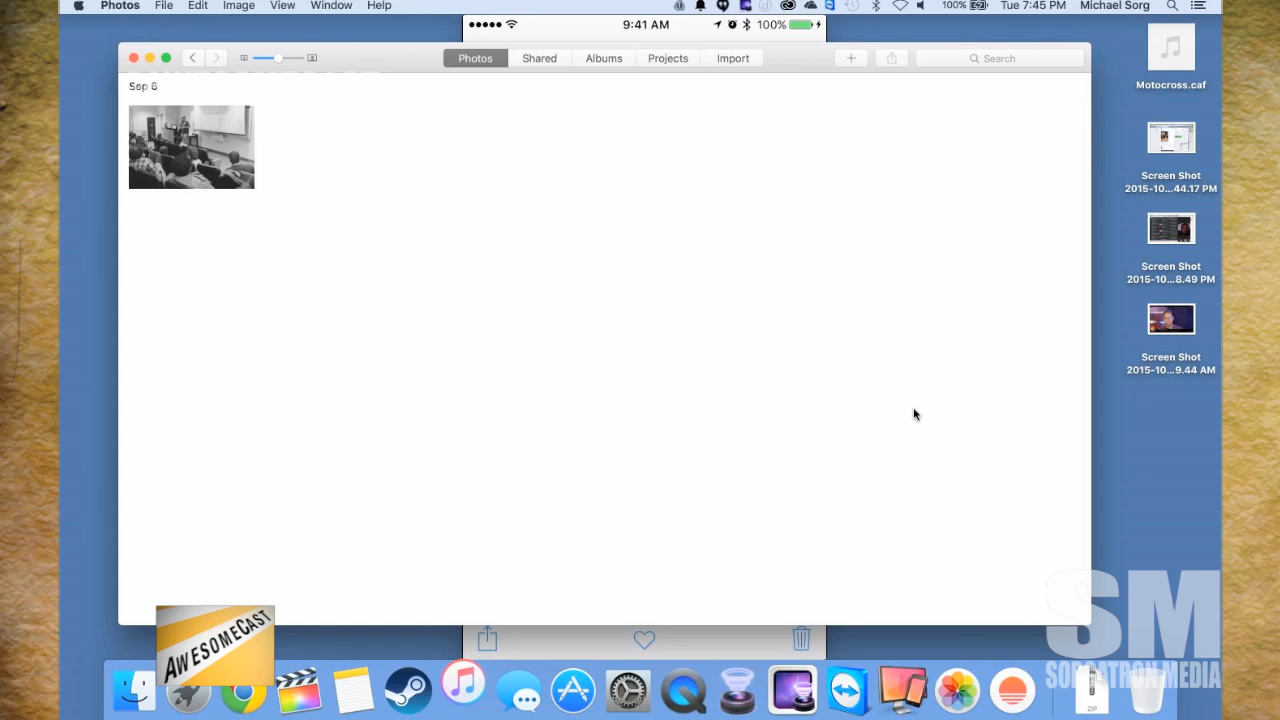 Photos File Edit Image View Window Help 100% Tue 7:45 PM Michael Sorg
9:41 AM 100%
Photos Shared Albums Projects Import Search
Sep 6
Motocross.caf
Screen Shot
2015-10...44.17 PM
Screen Shot
2015-10...8.49 PM
Screen Shot
2015-10...9.44 AM
AWESOMECAST
SM
SORGATRON MEDIA
ZIP